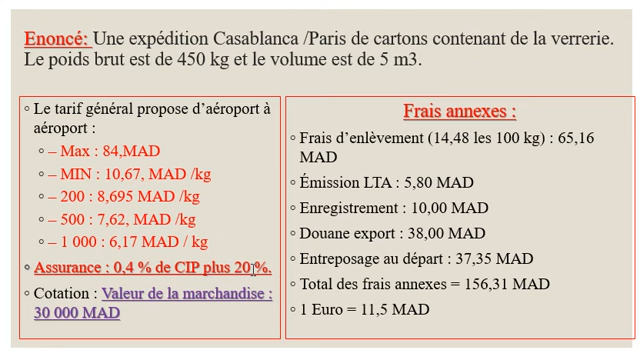 Enoncé: Une expédition Casablanca /Paris de cartons contenant de la verrerie.
Le poids brut est de 450 kg et le volume est de 5 m3.
Le tarif général propose d'aéroport à
aéroport :
– Max : 84,MAD
– MIN : 10,67, MAD /kg
– 200 : 8,695 MAD /kg
– 500 : 7,62, MAD /kg
– 1 000 : 6,17 MAD / kg
Assurance : 0,4 % de CIP plus 20 %.
Cotation : Valeur de la marchandise :
30 000 MAD
Frais annexes :
Frais d'enlèvement (14,48 les 100 kg) : 65,16
MAD
Émission LTA : 5,80 MAD
Enregistrement : 10,00 MAD
Douane export : 38,00 MAD
Entreposage au départ : 37,35 MAD
Total des frais annexes = 156,31 MAD
1 Euro = 11,5 MAD